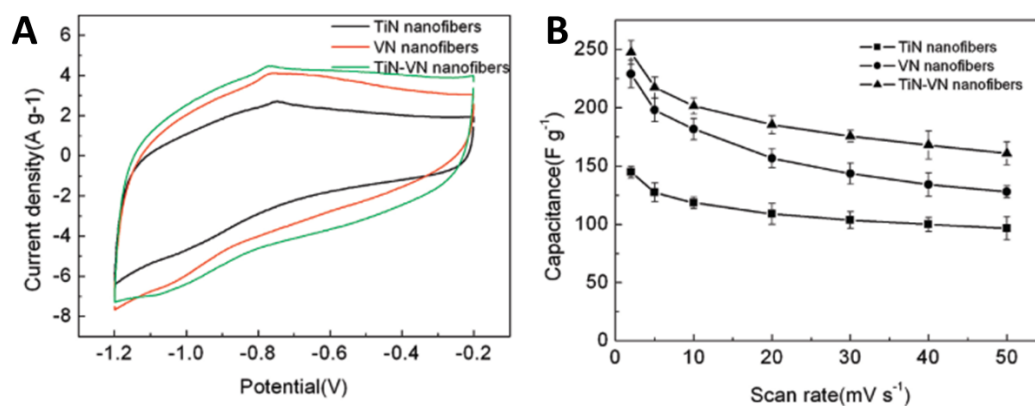 A
TiN nanofibers
VN nanofibers
TiN-VN nanofibers
6
4
2
0
-2
-4
-6
-8
Current density(A g-1)
-1.2 -1.0 -0.8 -0.6 -0.4 -0.2
Potential(V)
B
TiN nanofibers
VN nanofibers
TiN-VN nanofibers
250
200
150
100
50
0
Capacitance(F g⁻¹)
0 10 20 30 40 50
Scan rate(mV s⁻¹)